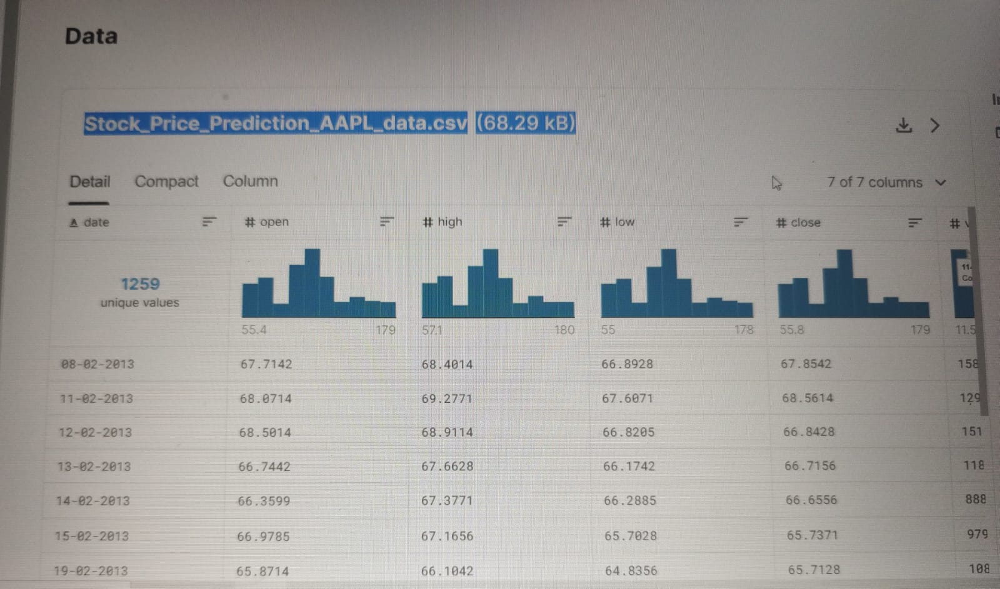 Data
Stock_Price_Prediction_AAPL_data.csv (68.29 kB)
Detail Compact Column 7 of 7 columns
A date # open # high # low # close #
1259
unique values
55.4 179 57.1 180 55 178 55.8 179 11.5
08-02-2013 67.7142 68.4014 66.8928 67.8542 158
11-02-2013 68.0714 69.2771 67.6071 68.5614 129
12-02-2013 68.5014 68.9114 66.8205 66.8428 151
13-02-2013 66.7442 67.6628 66.1742 66.7156 118
14-02-2013 66.3599 67.3771 66.2885 66.6556 888
15-02-2013 66.9785 67.1656 65.7028 65.7371 979
19-02-2013 65.8714 66.1042 64.8356 65.7128 108